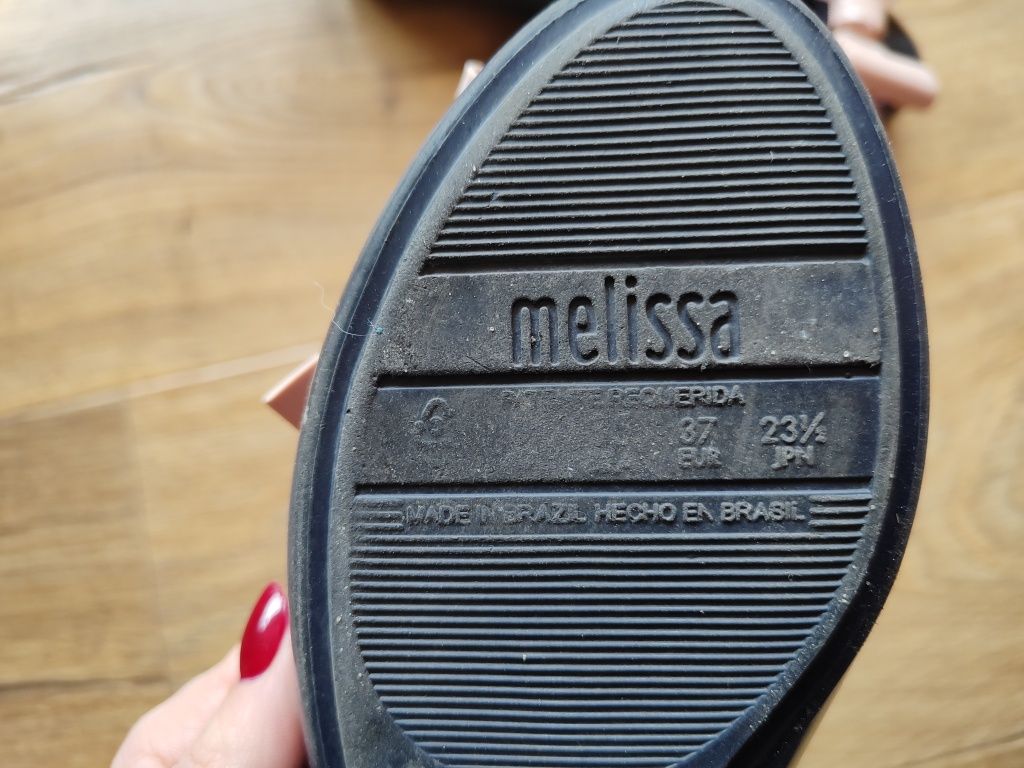 melissa
PATENTE REQUERIDA
37 23½
EUR JPN
MADE IN BRAZIL HECHO EN BRASIL